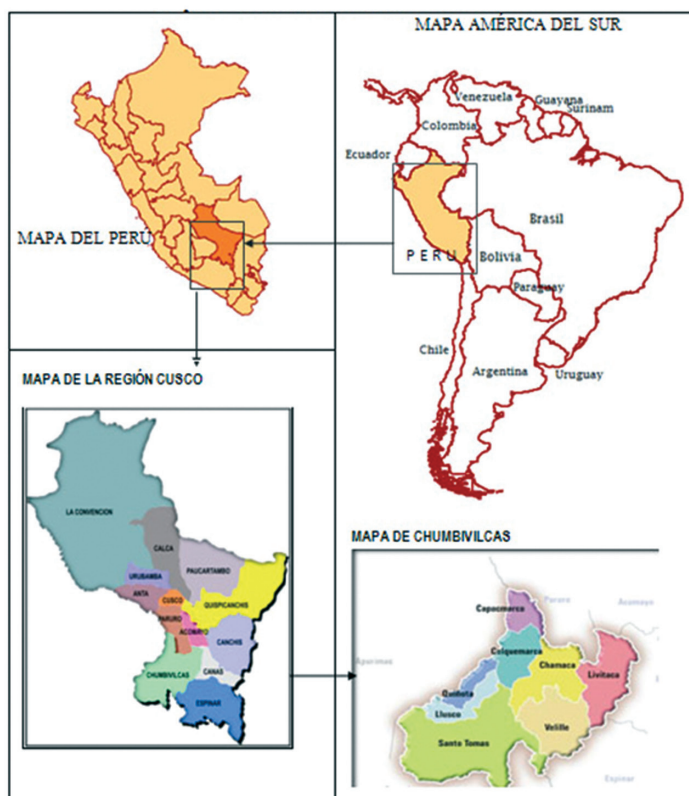 MAPA AMÉRICA DEL SUR
Venezuela
Guayana
Surinam
Colombia
Ecuador
Brasil
PERU
Bolivia
Paraguay
Chile
Argentina
Uruguay
MAPA DEL PERÚ
MAPA DE LA REGIÓN CUSCO
LA CONVENCION
CALCA
PAUCARTAMBO
URUBAMBA
ANTA
CUSCO
QUISPICANCHIS
PARURO
ACOMAYO
CANCHIS
CHUMBIVILCAS
CANAS
ESPINAR
MAPA DE CHUMBIVILCAS
Paruro
Acomayo
Capacmarca
Colquemarca
Apurimac
Chamaca
Livitaca
Quiñota
Llusco
Velille
Santo Tomas
Espinar